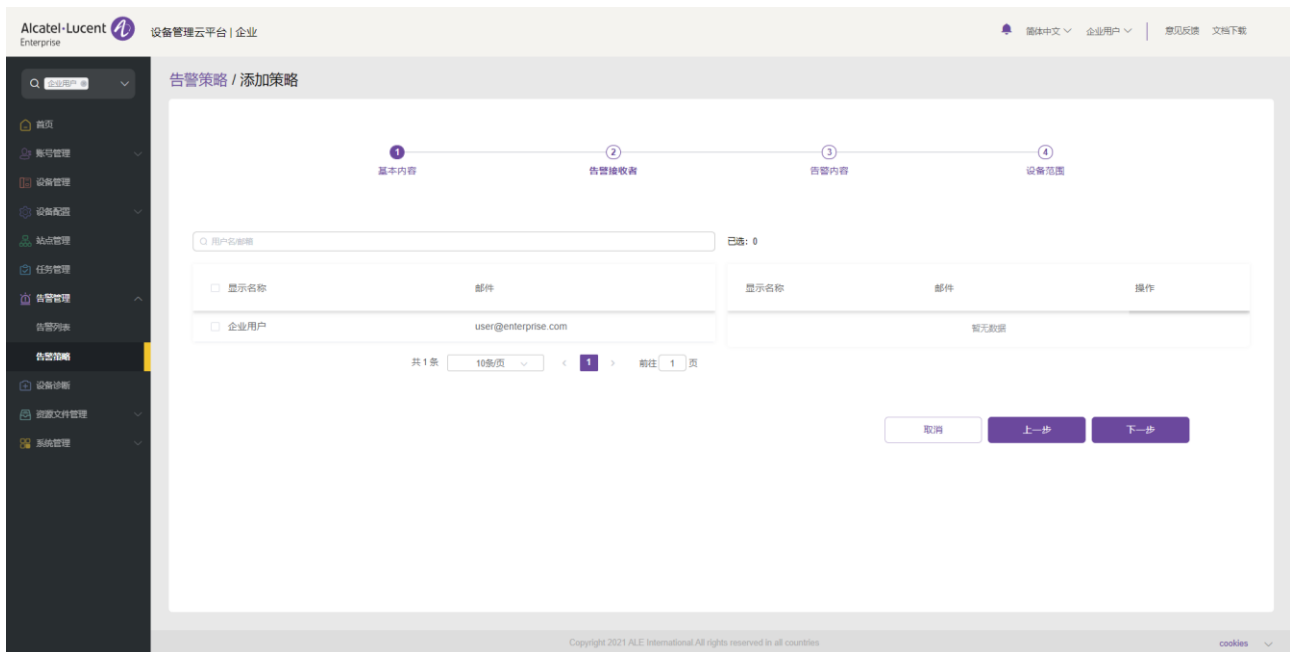 Alcatel·Lucent
Enterprise
设备管理云平台 | 企业
简体中文
企业用户
意见反馈
文档下载
企业用户
首页
账号管理
设备管理
设备配置
站点管理
任务管理
告警管理
告警列表
告警策略
设备诊断
资源文件管理
系统管理
告警策略 / 添加策略
1
基本内容
2
告警接收者
3
告警内容
4
设备范围
用户名/邮箱
已选：0
显示名称 邮件
企业用户 user@enterprise.com
共 1 条 10条/页 < 1 > 前往 1 页
显示名称 邮件 操作
暂无数据
取消 上一步 下一步
Copyright 2021 ALE International.All rights reserved in all countries
cookies